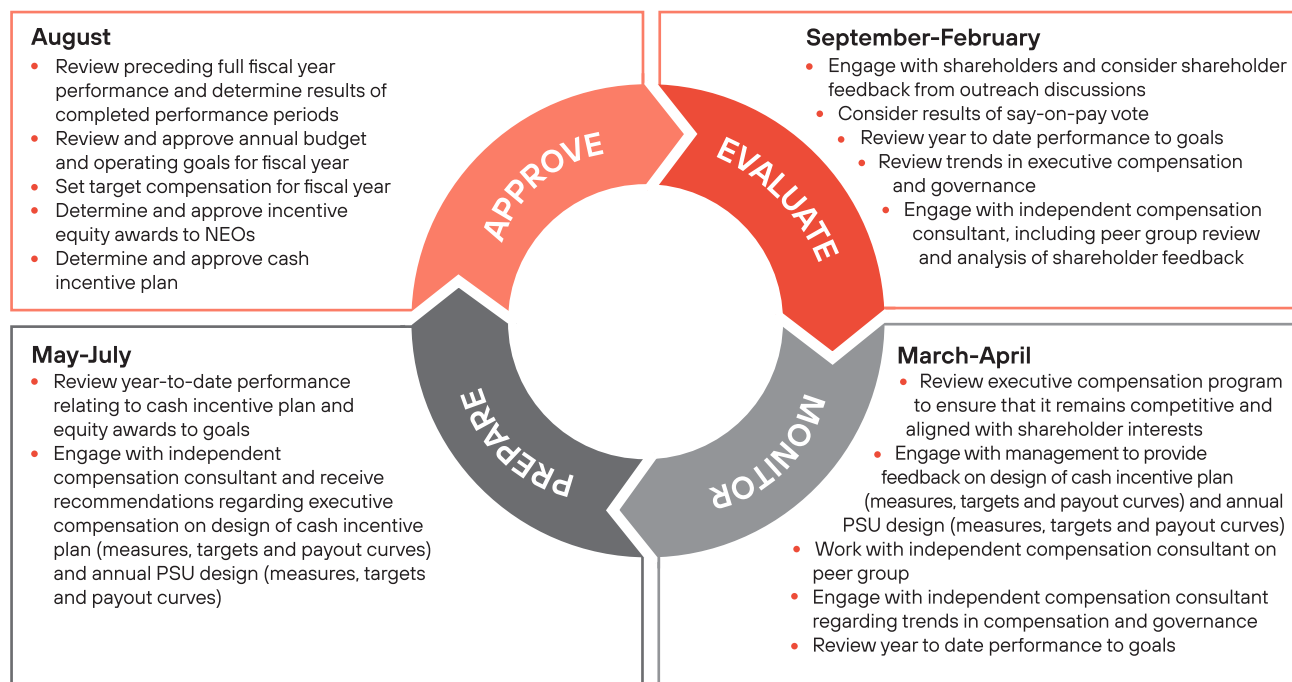 August
• Review preceding full fiscal year
performance and determine results of
completed performance periods
• Review and approve annual budget
and operating goals for fiscal year
• Set target compensation for fiscal year
• Determine and approve incentive
equity awards to NEOs
• Determine and approve cash
incentive plan
APPROVE
EVALUATE
September-February
• Engage with shareholders and consider shareholder
feedback from outreach discussions
• Consider results of say-on-pay vote
• Review year to date performance to goals
• Review trends in executive compensation
and governance
• Engage with independent compensation
consultant, including peer group review
and analysis of shareholder feedback
May-July
• Review year-to-date performance
relating to cash incentive plan and
equity awards to goals
• Engage with independent
compensation consultant and receive
recommendations regarding executive
compensation on design of cash incentive
plan (measures, targets and payout curves)
and annual PSU design (measures, targets
and payout curves)
PREPARE
MONITOR
March-April
• Review executive compensation program
to ensure that it remains competitive and
aligned with shareholder interests
• Engage with management to provide
feedback on design of cash incentive plan
(measures, targets and payout curves) and annual
PSU design (measures, targets and payout curves)
• Work with independent compensation consultant on
peer group
• Engage with independent compensation consultant
regarding trends in compensation and governance
• Review year to date performance to goals